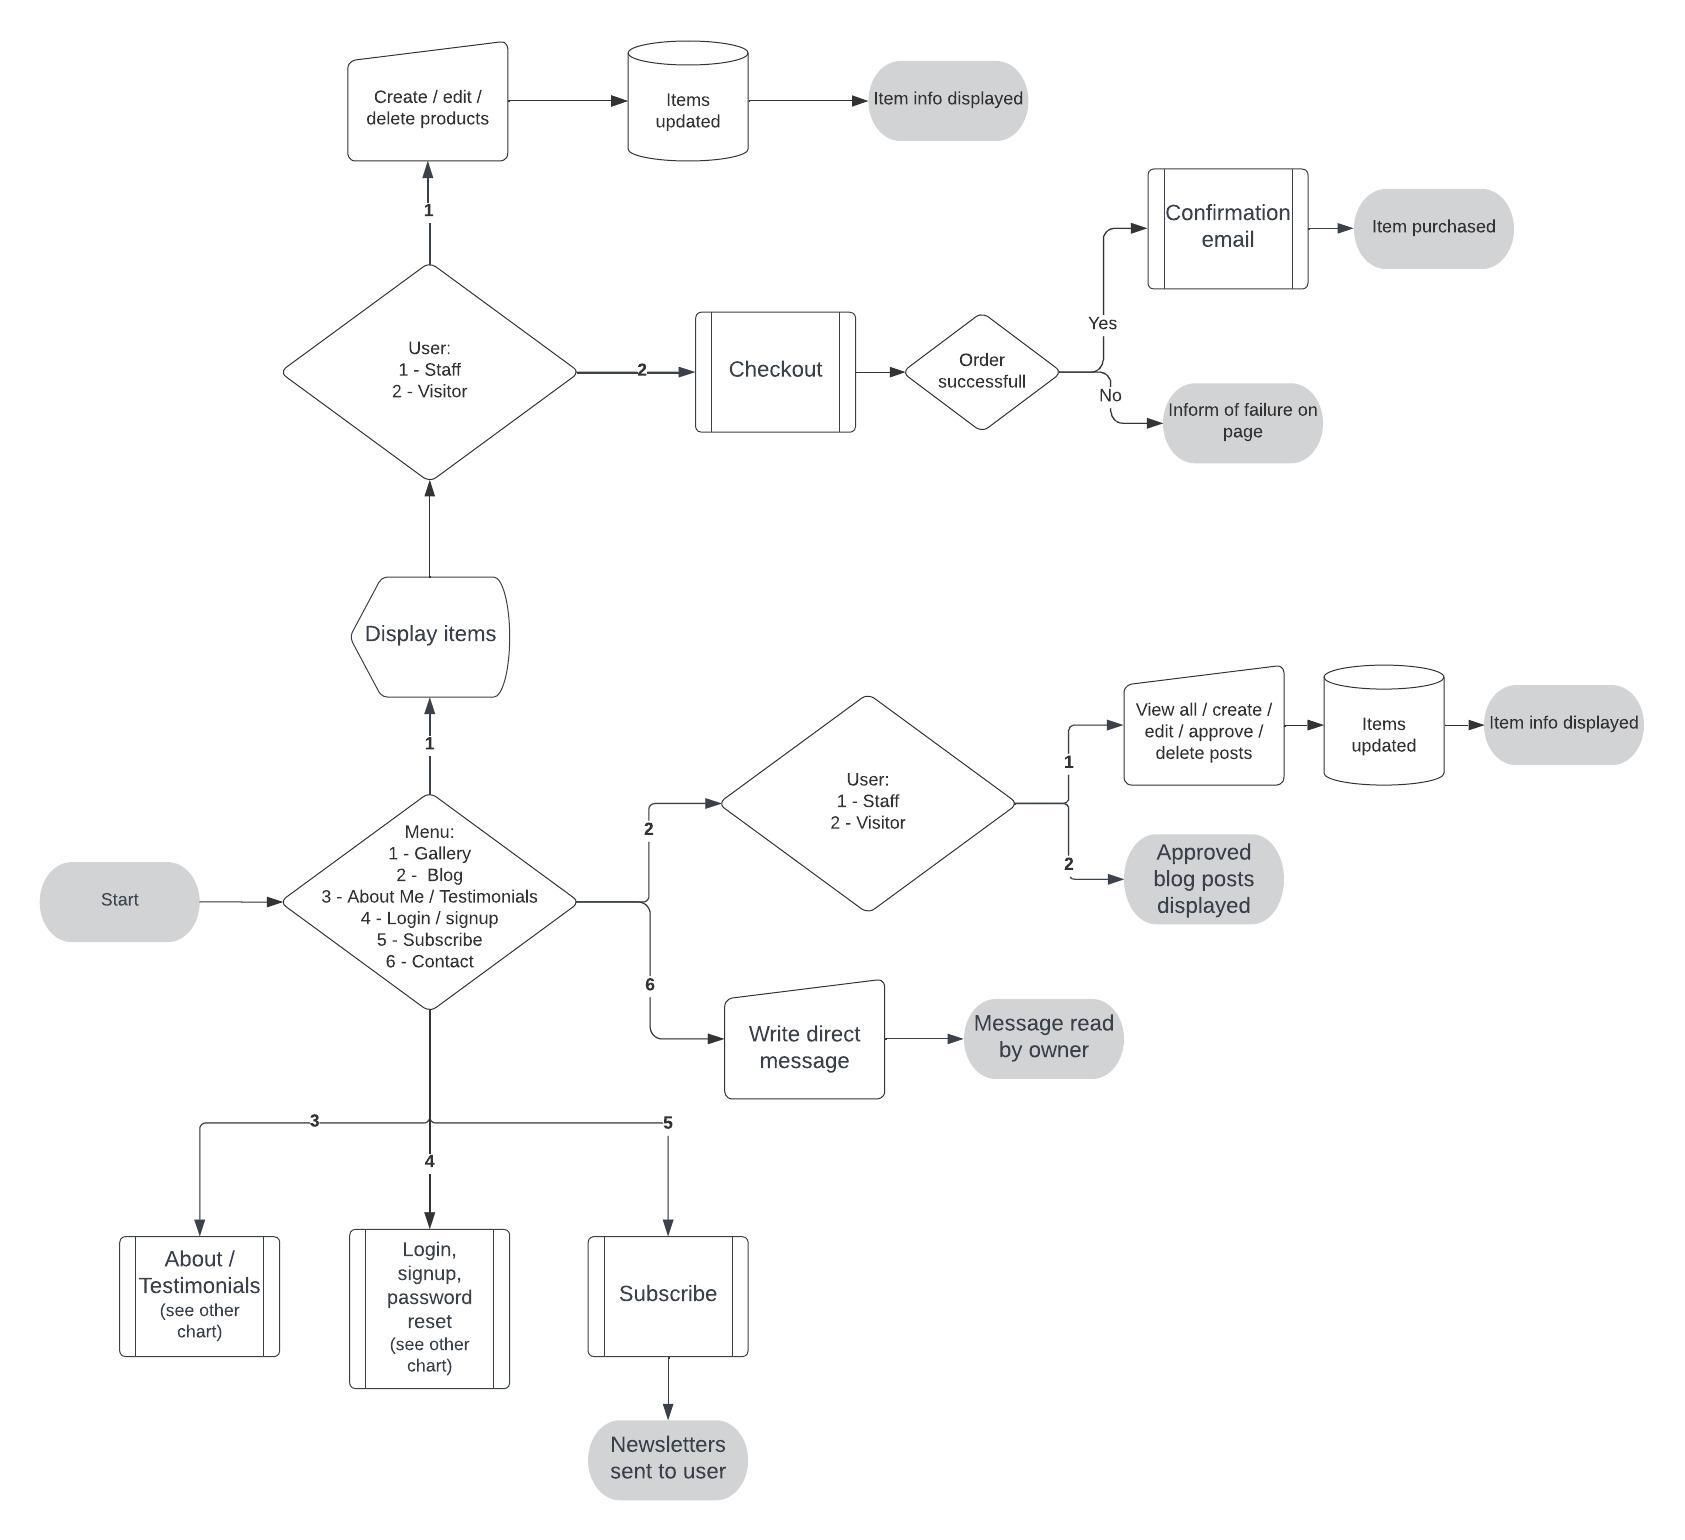 Create / edit /
delete products
Items
updated
Item info displayed
1
Confirmation
email
Item purchased
User:
1 - Staff
2 - Visitor
2
Checkout
Order
successfull
Yes
No
Inform of failure on
page
Display items
1
Menu:
1 - Gallery
2 -  Blog
3 - About Me / Testimonials
4 - Login / signup
5 - Subscribe
6 - Contact
Start
2
User:
1 - Staff
2 - Visitor
1
View all / create /
edit / approve /
delete posts
Items
updated
Item info displayed
2
Approved
blog posts
displayed
6
Write direct
message
Message read
by owner
3
4
5
About /
Testimonials
(see other
chart)
Login,
signup,
password
reset
(see other
chart)
Subscribe
Newsletters
sent to user